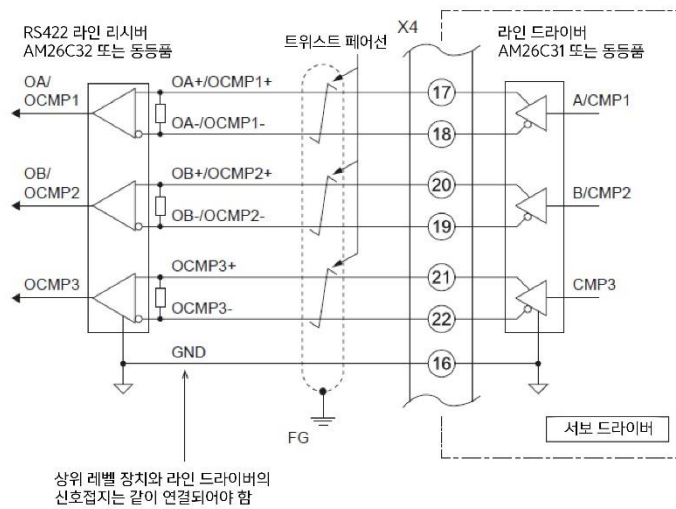 RS422 라인 리시버
AM26C32 또는 동등품
트위스트 페어선
X4
라인 드라이버
AM26C31 또는 동등품
OA/
OCMP1
OA+/OCMP1+
17
A/CMP1
OA-/OCMP1-
18
OB/
OCMP2
OB+/OCMP2+
20
B/CMP2
OB-/OCMP2-
19
OCMP3
OCMP3+
21
CMP3
OCMP3-
22
GND
16
FG
서보 드라이버
상위 레벨 장치와 라인 드라이버의
신호접지는 같이 연결되어야 함